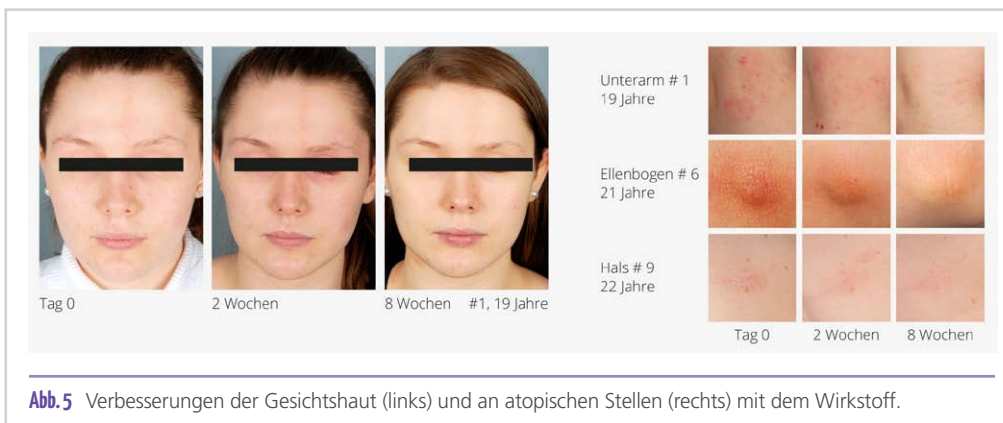 Tag 0
2 Wochen
8 Wochen #1, 19 Jahre
Unterarm # 1
19 Jahre
Ellenbogen # 6
21 Jahre
Hals # 9
22 Jahre
Tag 0 2 Wochen 8 Wochen
Abb. 5 Verbesserungen der Gesichtshaut (links) und an atopischen Stellen (rechts) mit dem Wirkstoff.